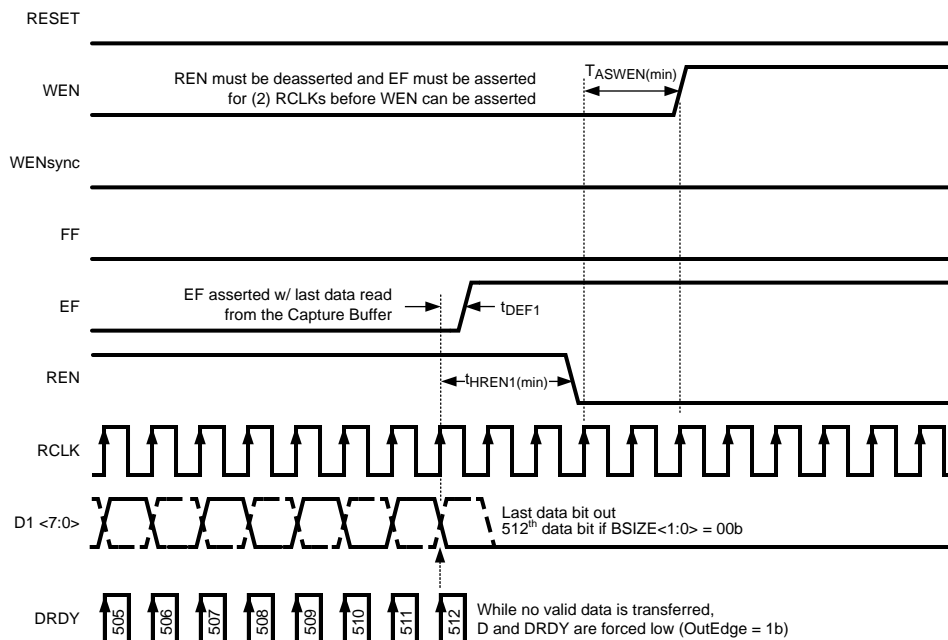 RESET
WEN
REN must be deasserted and EF must be asserted
for (2) RCLKs before WEN can be asserted
TASWEN(min)
WENsync
FF
EF
EF asserted w/ last data read
from the Capture Buffer
tDEF1
REN
tHREN1(min)
RCLK
D1 <7:0>
Last data bit out
512th data bit if BSIZE<1:0> = 00b
DRDY
505
506
507
508
509
510
511
512
While no valid data is transferred,
D and DRDY are forced low (OutEdge = 1b)